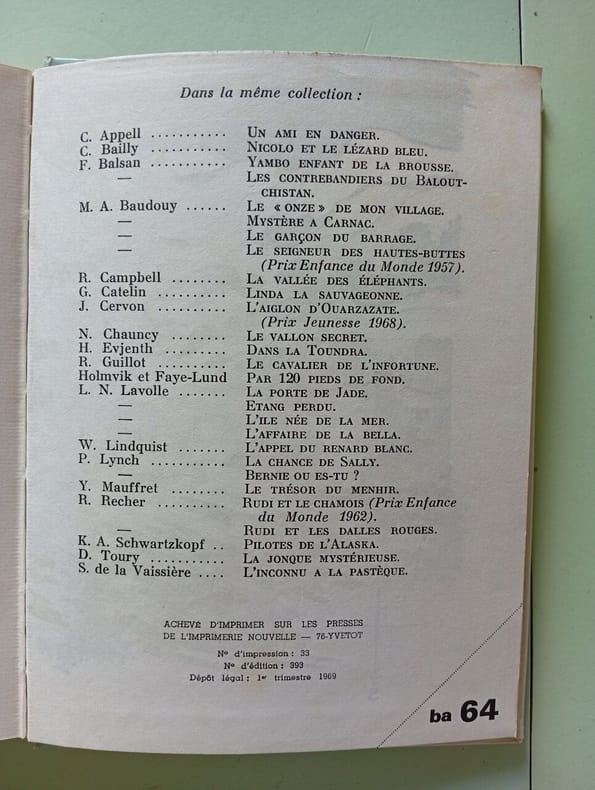 Dans la même collection :
C. Appell ........... UN AMI EN DANGER.
C. Bailly ........... NICOLO ET LE LÉZARD BLEU.
F. Balsan ........... YAMBO ENFANT DE LA BROUSSE.
— LES CONTREBANDIERS DU BALOUT-
CHISTAN.
M. A. Baudouy ...... LE « ONZE » DE MON VILLAGE.
— MYSTÈRE A CARNAC.
— LE GARÇON DU BARRAGE.
— LE SEIGNEUR DES HAUTES-BUTTES
(Prix Enfance du Monde 1957).
R. Campbell ........ LA VALLÉE DES ÉLÉPHANTS.
G. Catelin .......... LINDA LA SAUVAGEONNE.
J. Cervon .......... L'AIGLON D'OUARZAZATE.
(Prix Jeunesse 1968).
N. Chauncy ........ LE VALLON SECRET.
H. Evjenth ......... DANS LA TOUNDRA.
R. Guillot .......... LE CAVALIER DE L'INFORTUNE.
Holmvik et Faye-Lund PAR 120 PIEDS DE FOND.
L. N. Lavolle ....... LA PORTE DE JADE.
— ETANG PERDU.
— L'ILE NÉE DE LA MER.
— L'AFFAIRE DE LA BELLA.
W. Lindquist ....... L'APPEL DU RENARD BLANC.
P. Lynch ........... LA CHANCE DE SALLY.
— BERNIE OU ES-TU ?
Y. Mauffret ........ LE TRÉSOR DU MENHIR.
R. Recher .......... RUDI ET LE CHAMOIS (Prix Enfance
du Monde 1962).
— RUDI ET LES DALLES ROUGES.
K. A. Schwartzkopf .. PILOTES DE L'ALASKA.
D. Toury ........... LA JONQUE MYSTÉRIEUSE.
S. de la Vaissière .... L'INCONNU A LA PASTÈQUE.
ACHEVÉ D'IMPRIMER SUR LES PRESSES
DE L'IMPRIMERIE NOUVELLE — 76-YVETOT
Nº d'impression : 33
Nº d'édition : 393
Dépôt légal : 1er trimestre 1969
ba 64